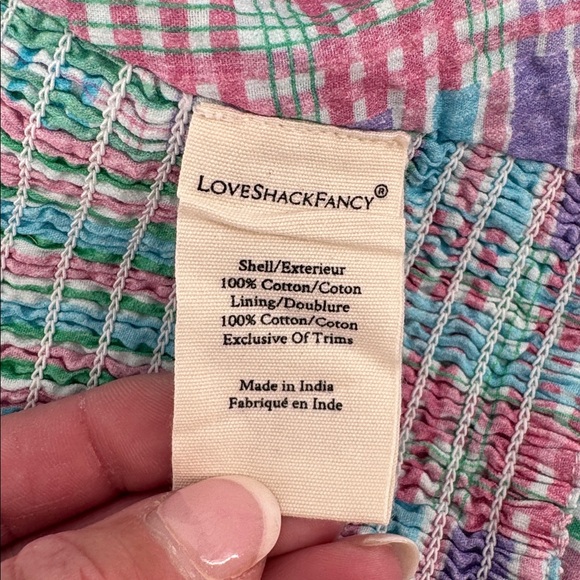 LOVESHACKFANCY®
Shell/Exterieur
100% Cotton/Coton
Lining/Doublure
100% Cotton/Coton
Exclusive Of Trims
Made in India
Fabriqué en Inde